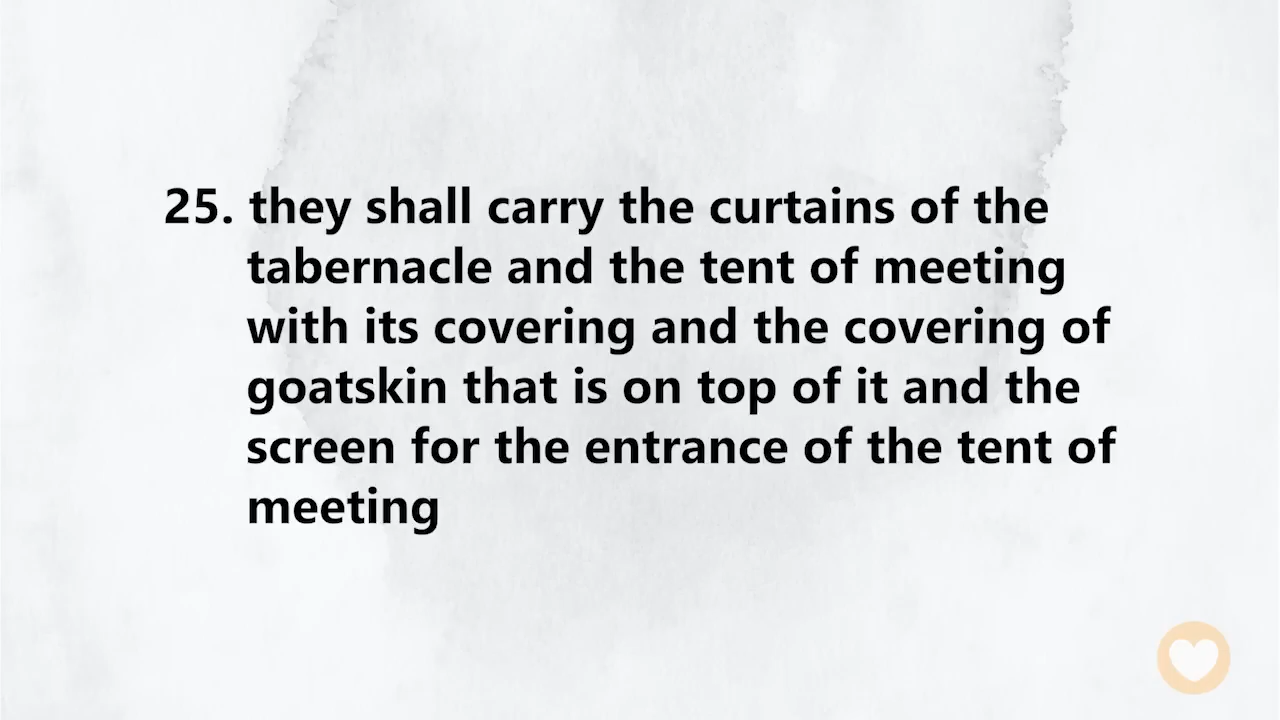 25. they shall carry the curtains of the
tabernacle and the tent of meeting
with its covering and the covering of
goatskin that is on top of it and the
screen for the entrance of the tent of
meeting